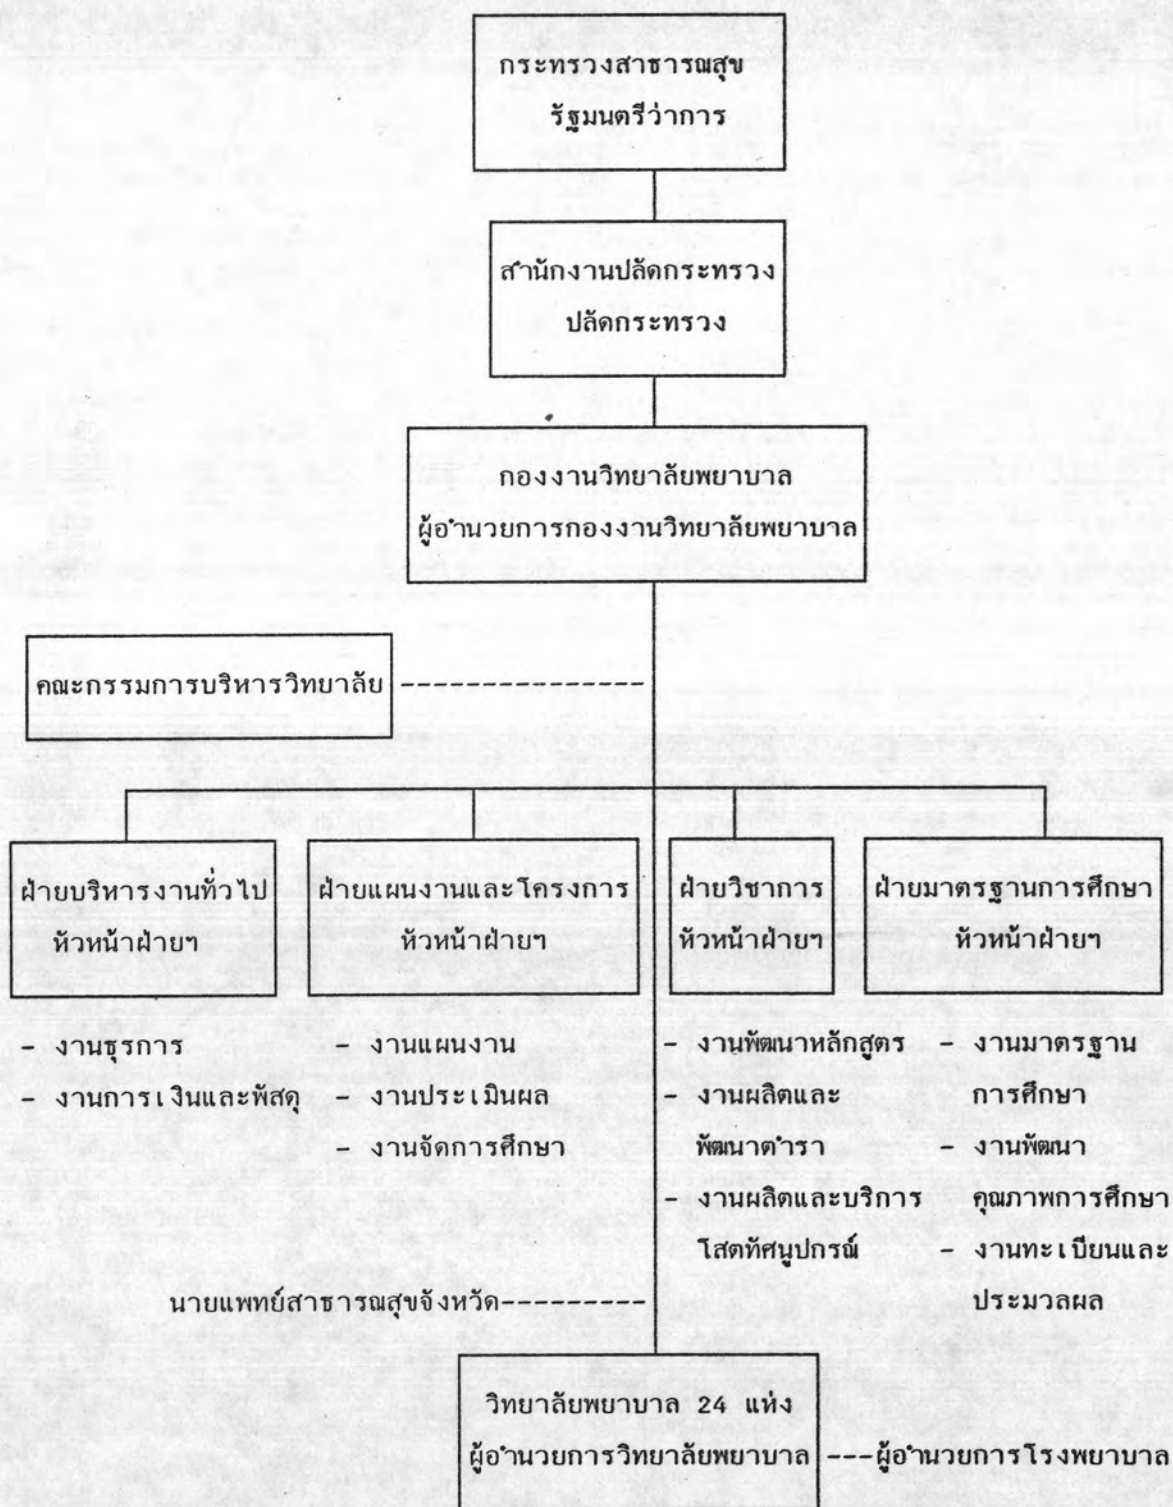 กระทรวงสาธารณสุข
รัฐมนตรีว่าการ
สำนักงานปลัดกระทรวง
ปลัดกระทรวง
กองงานวิทยาลัยพยาบาล
ผู้อำนวยการกองงานวิทยาลัยพยาบาล
คณะกรรมการบริหารวิทยาลัย
ฝ่ายบริหารงานทั่วไป
หัวหน้าฝ่ายฯ
- งานธุรการ
- งานการเงินและพัสดุ
ฝ่ายแผนงานและโครงการ
หัวหน้าฝ่ายฯ
- งานแผนงาน
- งานประเมินผล
- งานจัดการศึกษา
ฝ่ายวิชาการ
หัวหน้าฝ่ายฯ
- งานพัฒนาหลักสูตร
- งานผลิตและ
พัฒนาตำรา
- งานผลิตและบริการ
โสตทัศนูปกรณ์
ฝ่ายมาตรฐานการศึกษา
หัวหน้าฝ่ายฯ
- งานมาตรฐาน
การศึกษา
- งานพัฒนา
คุณภาพการศึกษา
- งานทะเบียนและ
ประมวลผล
นายแพทย์สาธารณสุขจังหวัด
วิทยาลัยพยาบาล 24 แห่ง
ผู้อำนวยการวิทยาลัยพยาบาล
ผู้อำนวยการโรงพยาบาล